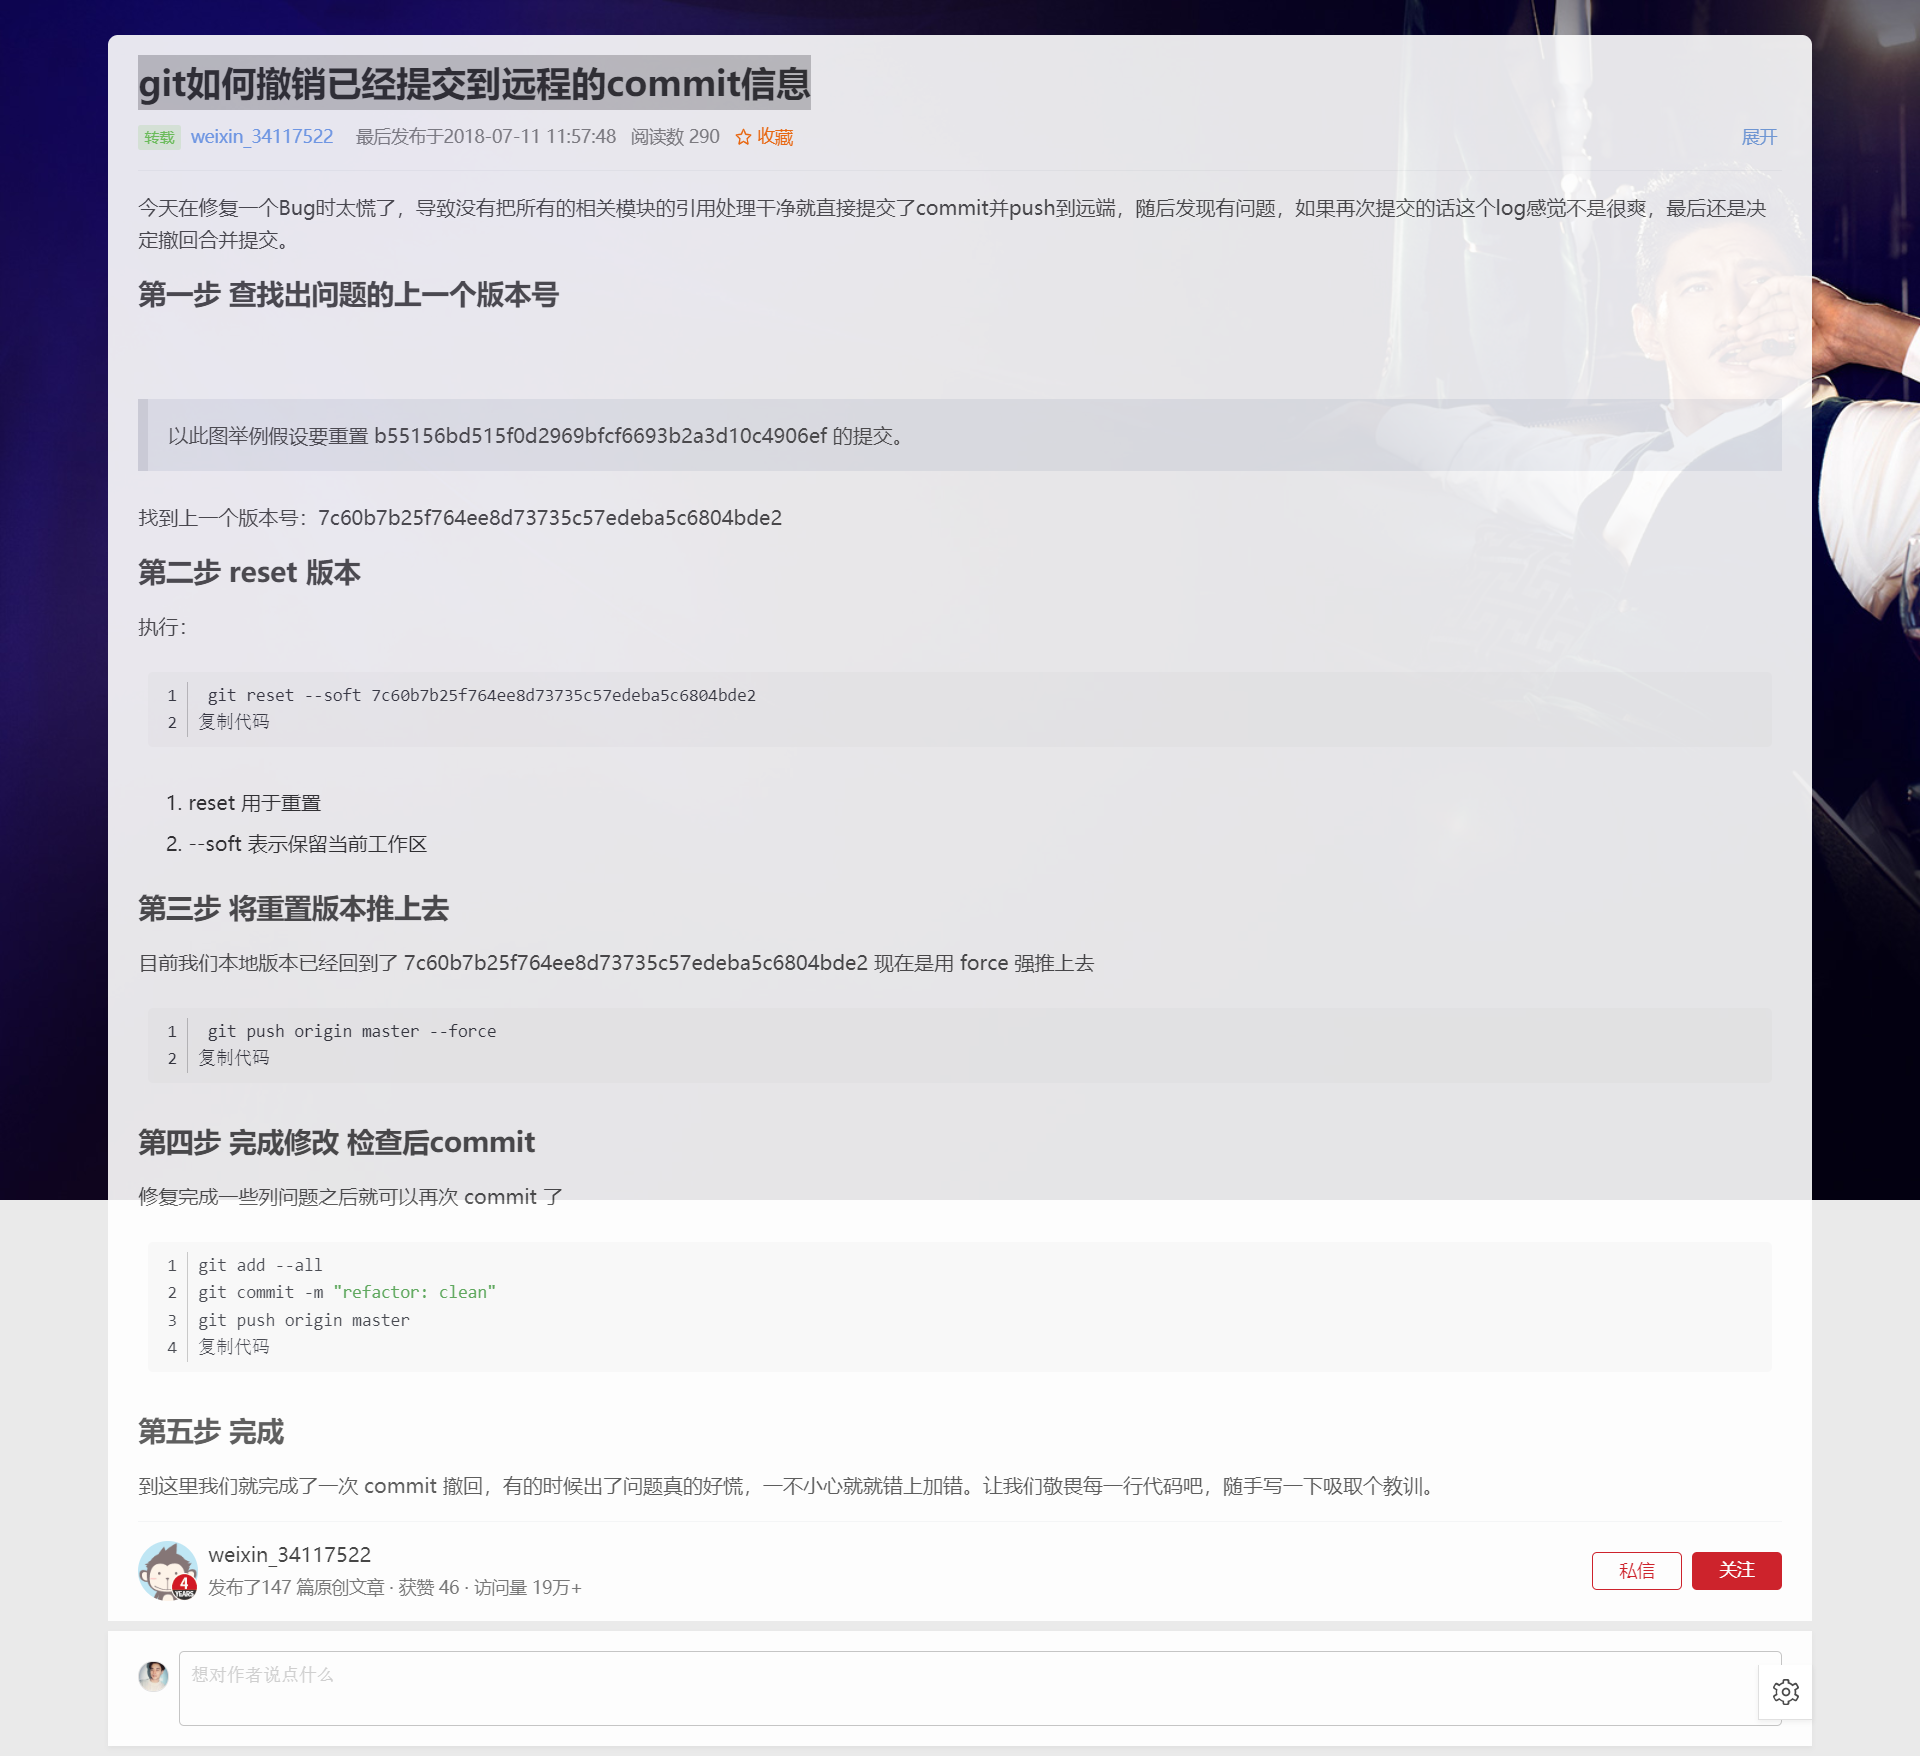 git如何撤销已经提交到远程的commit信息
转载 weixin_34117522 最后发布于2018-07-11 11:57:48 阅读数 290 收藏 展开
今天在修复一个Bug时太慌了，导致没有把所有的相关模块的引用处理干净就直接提交了commit并push到远端，随后发现有问题，如果再次提交的话这个log感觉不是很爽，最后还是决
定撤回合并提交。
第一步 查找出问题的上一个版本号
以此图举例假设要重置 b55156bd515f0d2969bfcf6693b2a3d10c4906ef 的提交。
找到上一个版本号：7c60b7b25f764ee8d73735c57edeba5c6804bde2
第二步 reset 版本
执行：
1 git reset --soft 7c60b7b25f764ee8d73735c57edeba5c6804bde2
2 复制代码
1. reset 用于重置
2. --soft 表示保留当前工作区
第三步 将重置版本推上去
目前我们本地版本已经回到了 7c60b7b25f764ee8d73735c57edeba5c6804bde2 现在是用 force 强推上去
1 git push origin master --force
2 复制代码
第四步 完成修改 检查后commit
修复完成一些列问题之后就可以再次 commit 了
1 git add --all
2 git commit -m "refactor: clean"
3 git push origin master
4 复制代码
第五步 完成
到这里我们就完成了一次 commit 撤回，有的时候出了问题真的好慌，一不小心就就错上加错。让我们敬畏每一行代码吧，随手写一下吸取个教训。
weixin_34117522
4 YEARS
发布了147 篇原创文章 · 获赞 46 · 访问量 19万+
私信 关注
想对作者说点什么